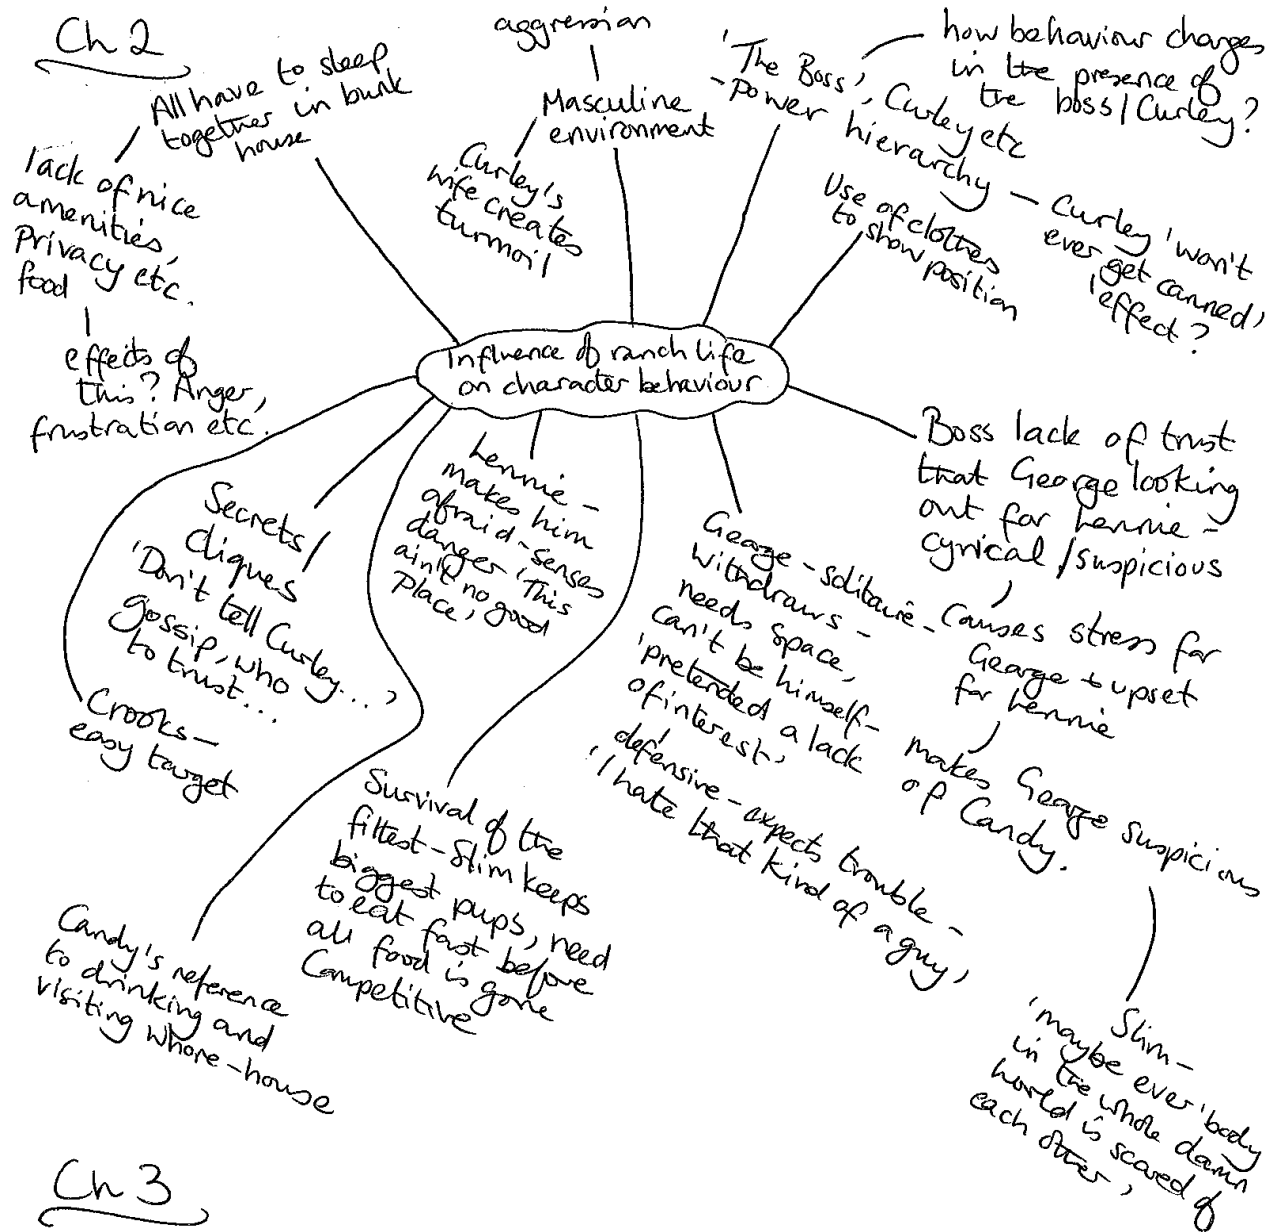 Ch 2
All have to sleep
together in bunk
house
lack of nice
amenities,
Privacy etc.
food
effects of
this? Anger,
frustration etc.
aggression
Masculine
environment
Curley's
wife creates
turmoil
'The Boss', Curley etc
- Power hierarchy
how behaviour changes
in the presence of
the boss / Curley?
Curley 'won't
ever get canned'
effect?
Use of clothes
to show position
Influence of ranch life
on character behaviour
Boss lack of trust
that George looking
out for Lennie -
cynical / suspicious
Causes stress for
George + upset
for Lennie
makes George suspicious
of Candy.
Slim -
'maybe ever'body
in the whole damn
world is scared of
each other'
George - solitaire -
withdraws -
needs space,
can't be himself -
'pretended a lack
of interest'
defensive - expects trouble -
'I hate that kind of a guy'
Lennie -
makes him
afraid - senses
danger 'This
ain't no good
place'
Survival of the
fittest - Slim keeps
biggest pups, need
to eat fast before
all food is gone
Competitive
Secrets /
cliques
'Don't tell Curley...'
gossip, who
to trust...
Crooks -
easy target
Candy's reference
to drinking and
visiting whore-house
Ch 3